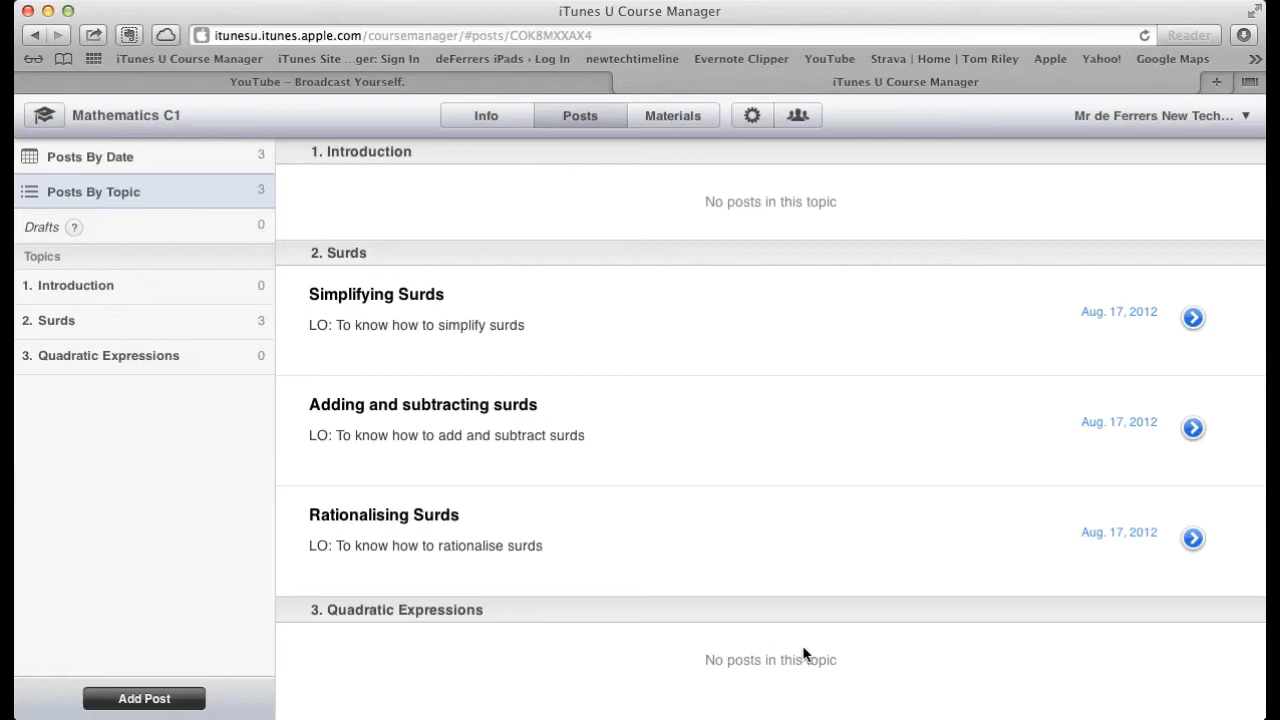 iTunes U Course Manager
itunesu.itunes.apple.com/coursemanager/#posts/COK8MXXAX4
Reader
iTunes U Course Manager
iTunes Site ...ger: Sign In
deFerrers iPads › Log In
newtechtimeline
Evernote Clipper
YouTube
Strava | Home | Tom Riley
Apple
Yahoo!
Google Maps
YouTube – Broadcast Yourself.
iTunes U Course Manager
Mathematics C1
Info
Posts
Materials
Mr de Ferrers New Tech... ▼
Posts By Date 3
Posts By Topic 3
Drafts ? 0
Topics
1. Introduction 0
2. Surds 3
3. Quadratic Expressions 0
Add Post
1. Introduction
No posts in this topic
2. Surds
Simplifying Surds
LO: To know how to simplify surds
Aug. 17, 2012
Adding and subtracting surds
LO: To know how to add and subtract surds
Aug. 17, 2012
Rationalising Surds
LO: To know how to rationalise surds
Aug. 17, 2012
3. Quadratic Expressions
No posts in this topic